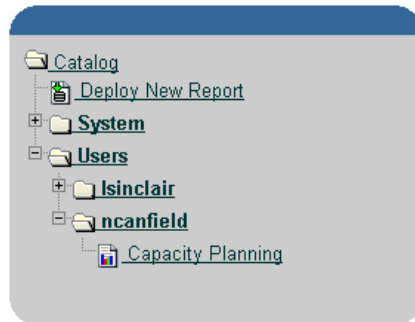 Catalog
Deploy New Report
System
Users
lsinclair
ncanfield
Capacity Planning